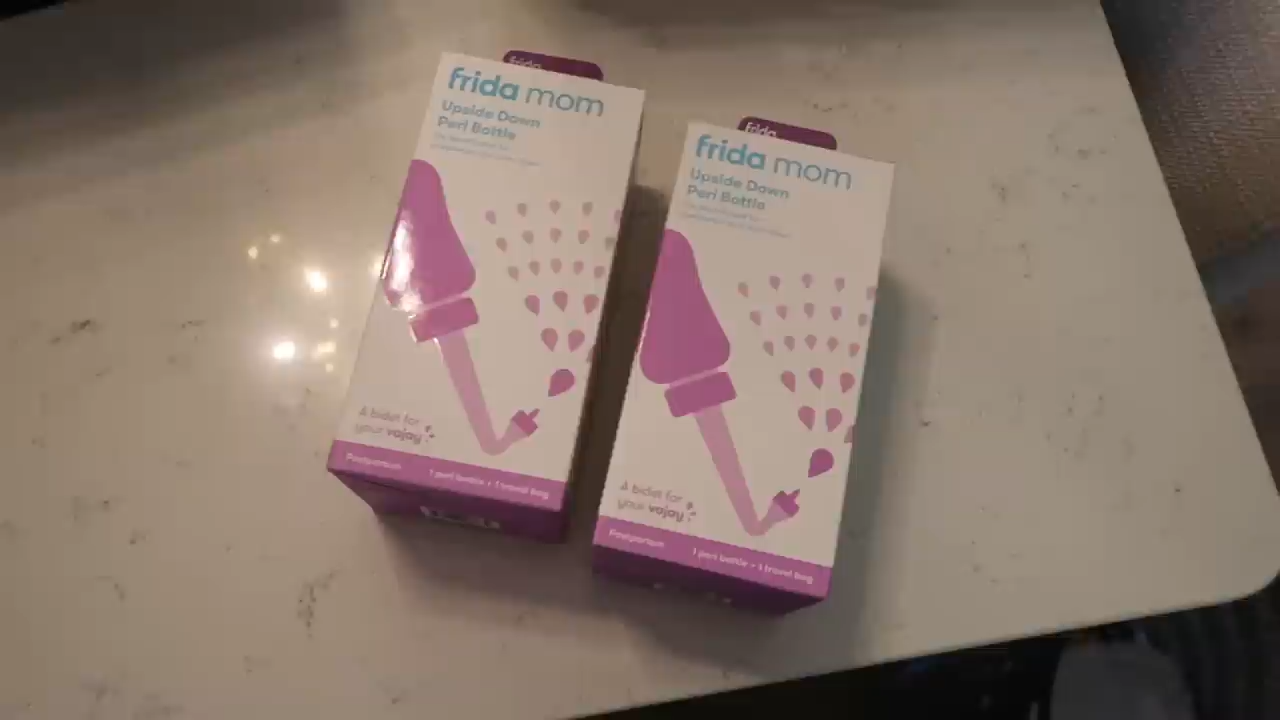 frida
frida mom
Upside Down
Peri Bottle
A bidet for
your vajay
Postpartum
1 peri bottle + 1 travel bag
frida
frida mom
Upside Down
Peri Bottle
A bidet for
your vajay
Postpartum
1 peri bottle + 1 travel bag